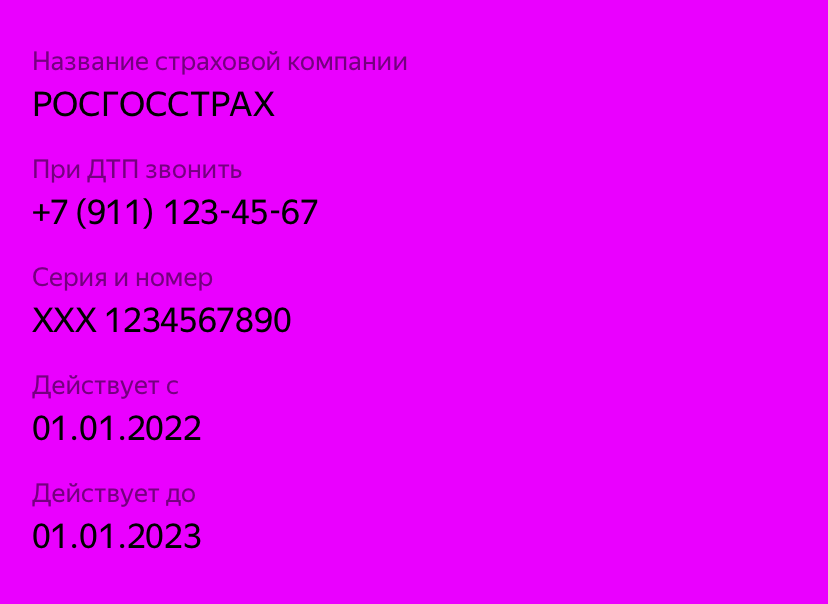 Название страховой компании
РОСГОССТРАХ
При ДТП звонить
+7 (911) 123-45-67
Серия и номер
XXX 1234567890
Действует с
01.01.2022
Действует до
01.01.2023